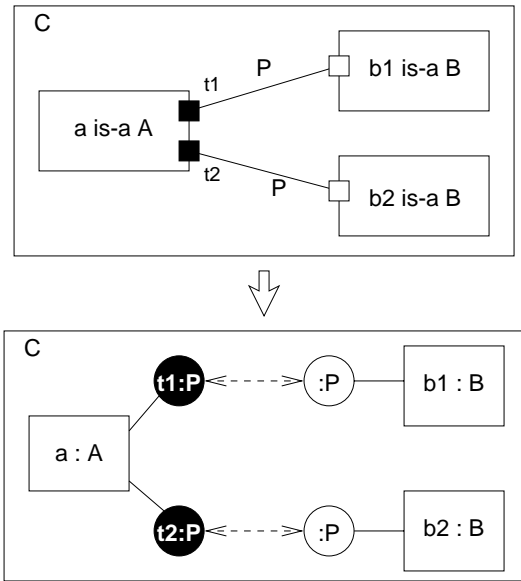 C
P
b1 is-a B
t1
a is-a A
t2
P
b2 is-a B
C
t1:P
:P
b1 : B
a : A
t2:P
:P
b2 : B